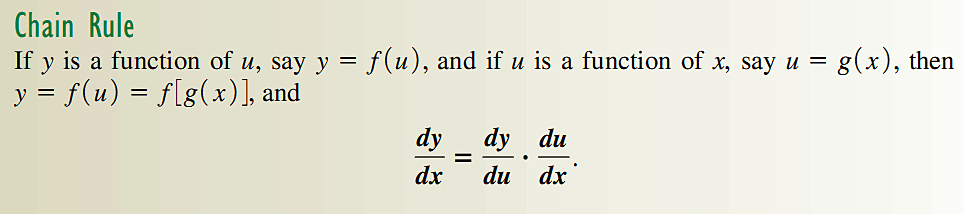 Chain Rule
If y is a function of u, say y = f(u), and if u is a function of x, say u = g(x), then
y = f(u) = f[g(x)], and
dy/dx = dy/du · du/dx.